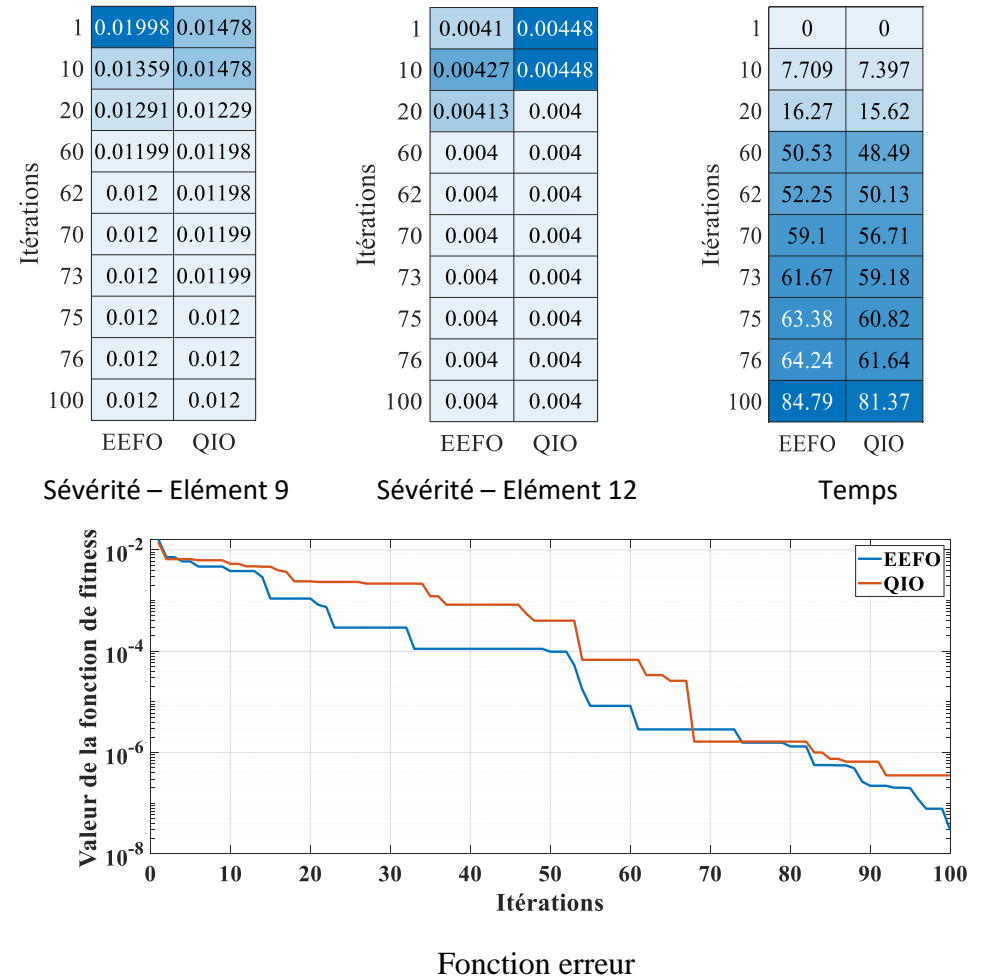 Itérations
1 0.01998 0.01478
10 0.01359 0.01478
20 0.01291 0.01229
60 0.01199 0.01198
62 0.012 0.01198
70 0.012 0.01199
73 0.012 0.01199
75 0.012 0.012
76 0.012 0.012
100 0.012 0.012
EEFO QIO
Sévérité – Elément 9
Itérations
1 0.0041 0.00448
10 0.00427 0.00448
20 0.00413 0.004
60 0.004 0.004
62 0.004 0.004
70 0.004 0.004
73 0.004 0.004
75 0.004 0.004
76 0.004 0.004
100 0.004 0.004
EEFO QIO
Sévérité – Elément 12
Itérations
1 0 0
10 7.709 7.397
20 16.27 15.62
60 50.53 48.49
62 52.25 50.13
70 59.1 56.71
73 61.67 59.18
75 63.38 60.82
76 64.24 61.64
100 84.79 81.37
EEFO QIO
Temps
Valeur de la fonction de fitness
10⁻²
10⁻⁴
10⁻⁶
10⁻⁸
EEFO
QIO
0 10 20 30 40 50 60 70 80 90 100
Itérations
Fonction erreur